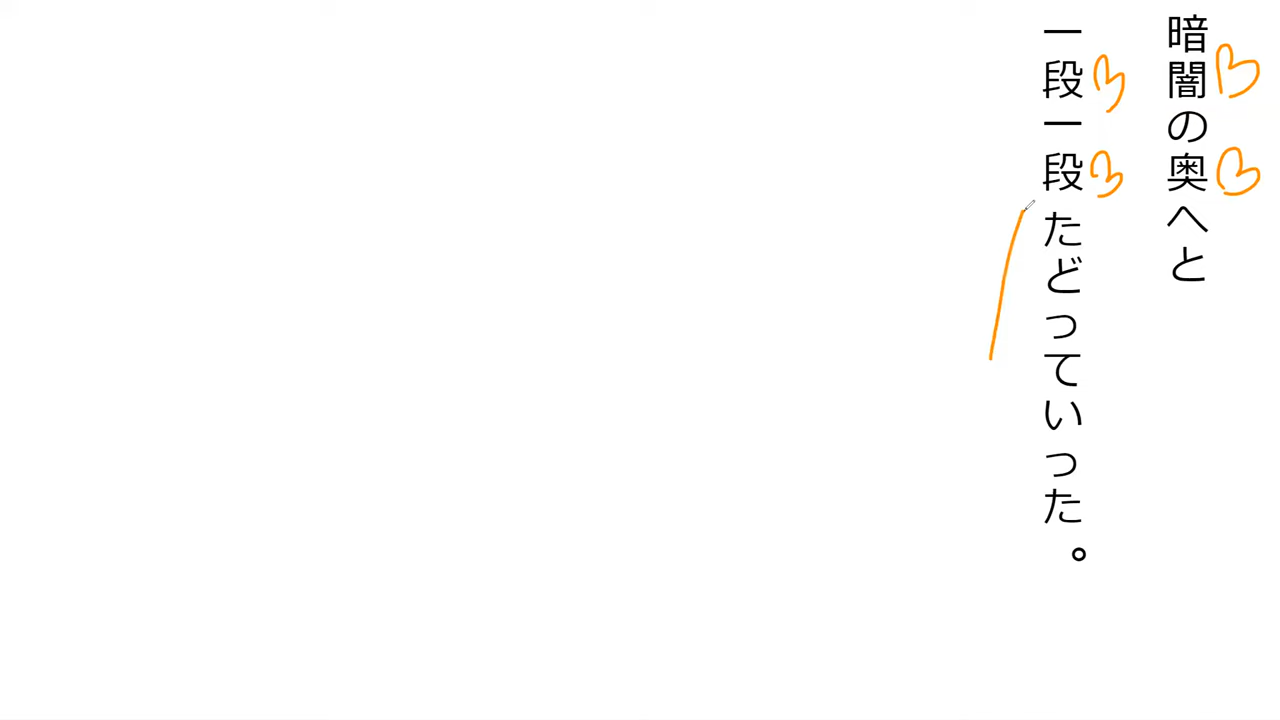 暗闇の奥へと
一段一段たどっていった。